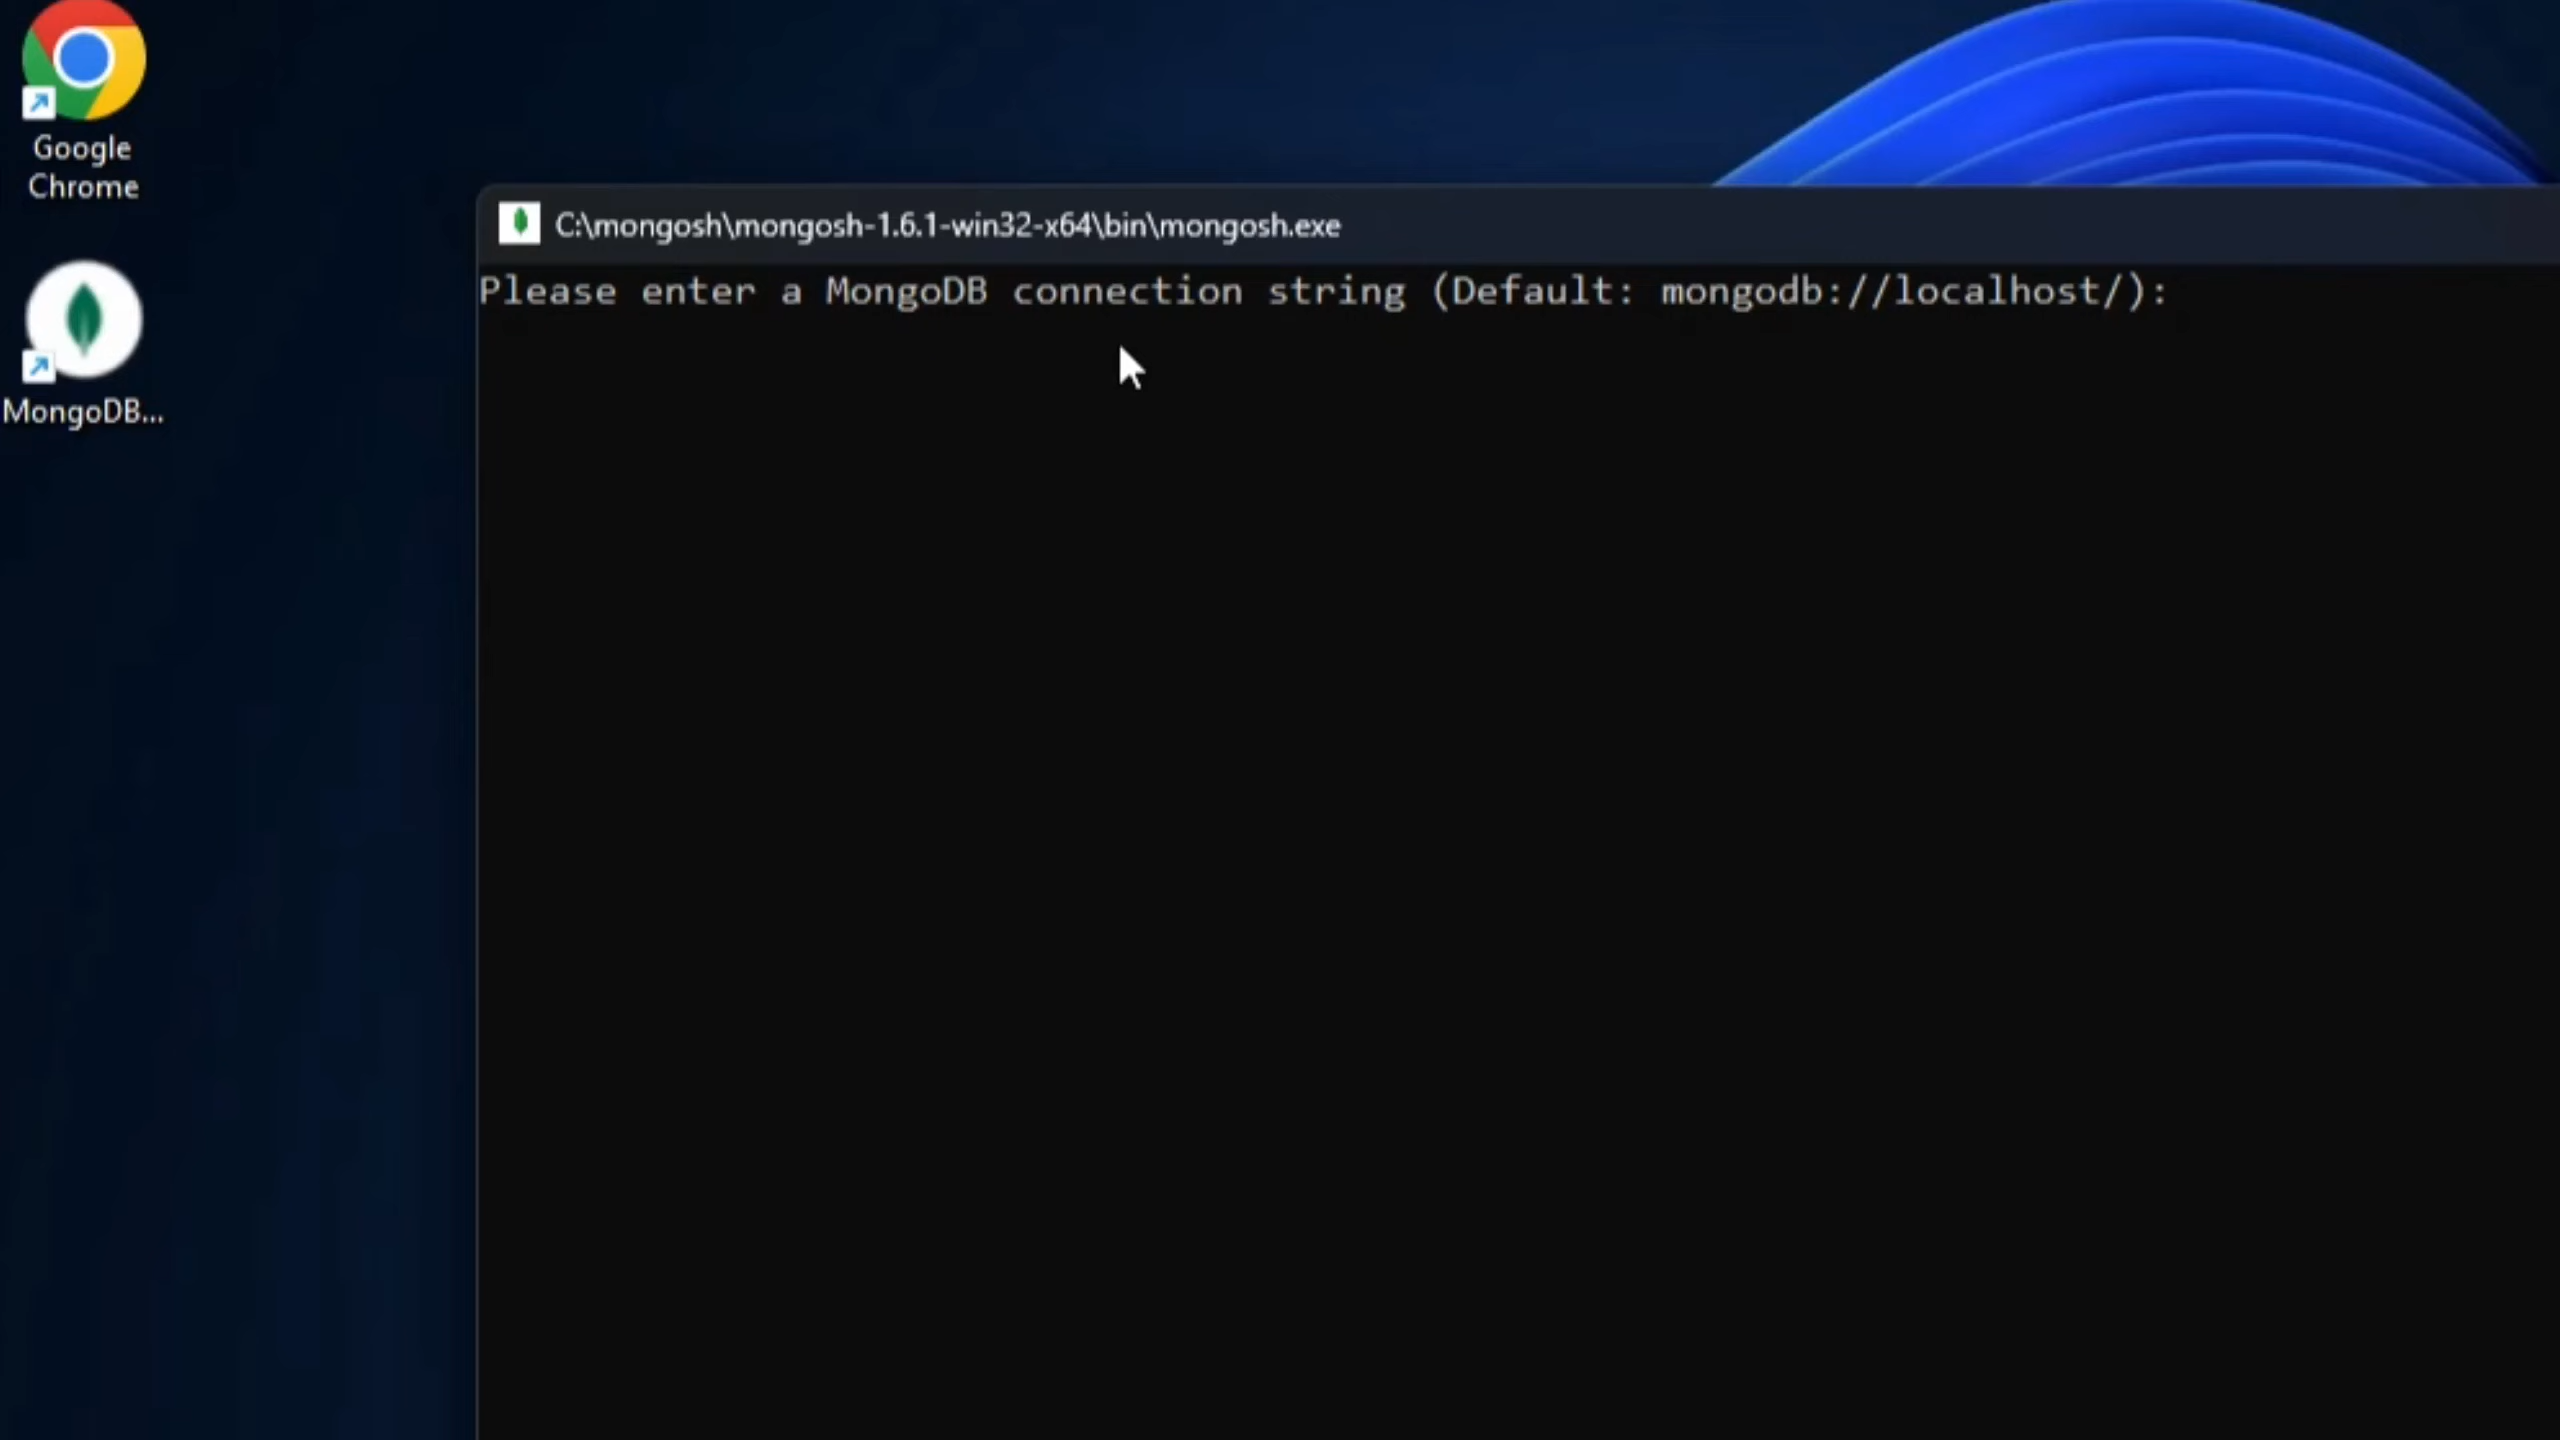 Google
Chrome
MongoDB...
C:\mongosh\mongosh-1.6.1-win32-x64\bin\mongosh.exe
Please enter a MongoDB connection string (Default: mongodb://localhost/):